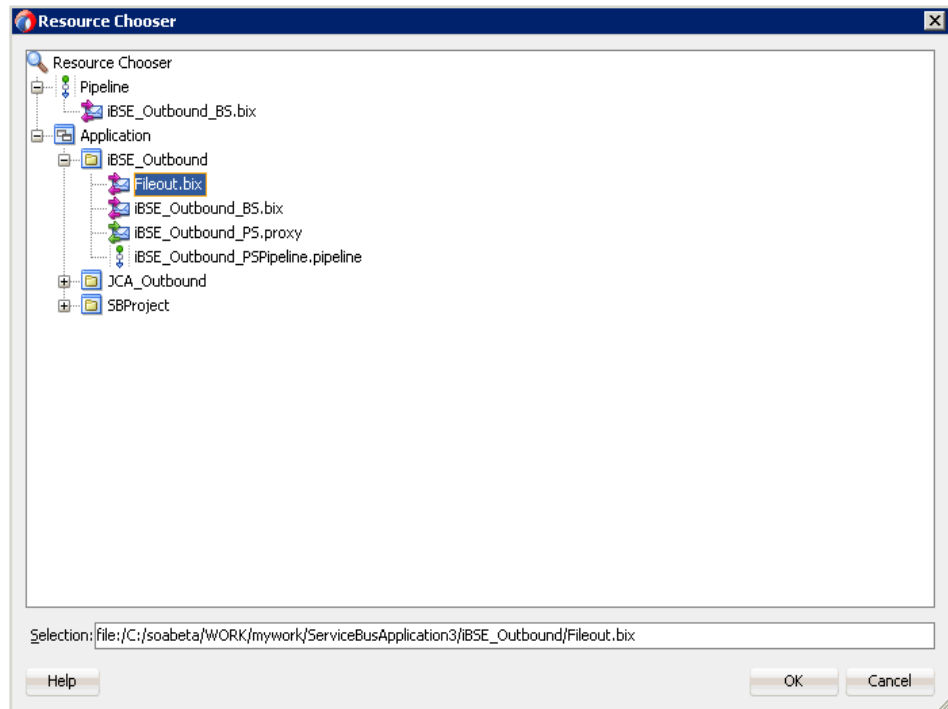 Resource Chooser
Resource Chooser
Pipeline
iBSE_Outbound_BS.bix
Application
iBSE_Outbound
Fileout.bix
iBSE_Outbound_BS.bix
iBSE_Outbound_PS.proxy
iBSE_Outbound_PSPipeline.pipeline
JCA_Outbound
SBProject
Selection: file:/C:/soabeta/WORK/mywork/ServiceBusApplication3/iBSE_Outbound/Fileout.bix
Help OK Cancel